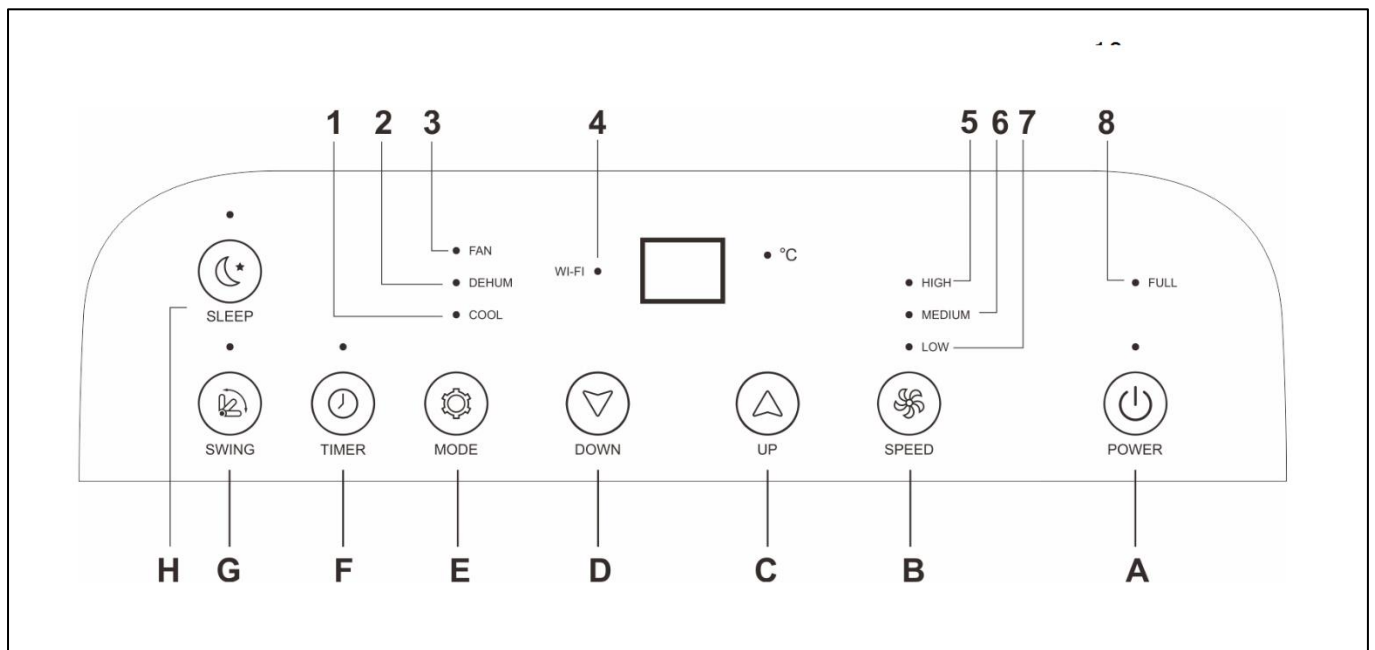 1 2 3 4 5 6 7 8
FAN
WI-FI °C
DEHUM HIGH FULL
SLEEP COOL MEDIUM
LOW
SWING TIMER MODE DOWN UP SPEED POWER
H G F E D C B A